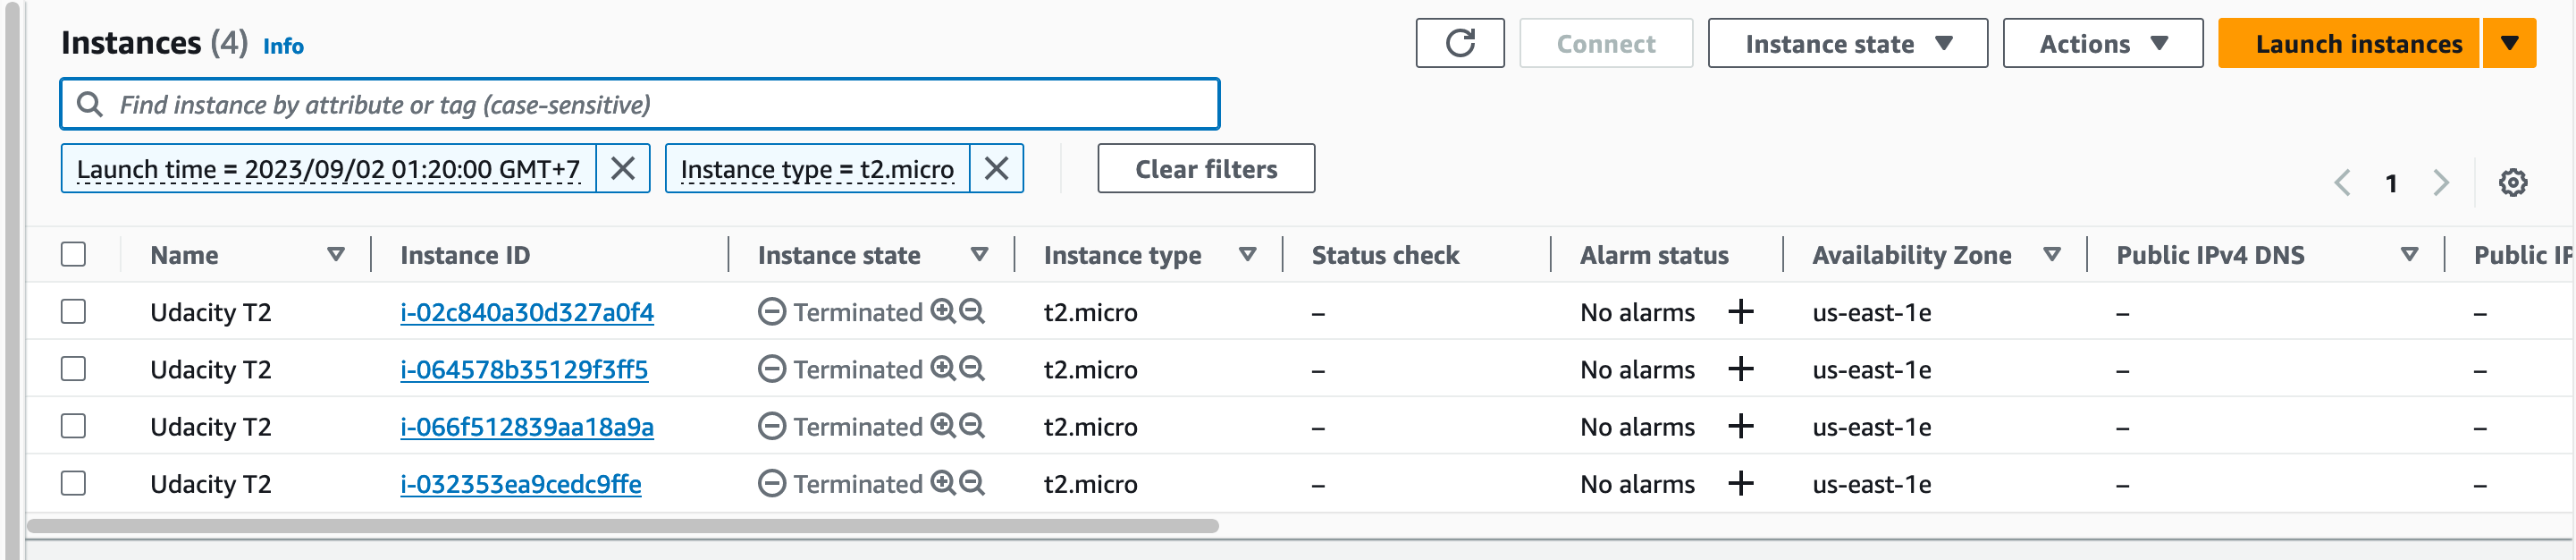 Instances (4) Info
Connect
Instance state
Actions
Launch instances
Find instance by attribute or tag (case-sensitive)
Launch time = 2023/09/02 01:20:00 GMT+7
Instance type = t2.micro
Clear filters
1
Name Instance ID Instance state Instance type Status check Alarm status Availability Zone Public IPv4 DNS Public IP
Udacity T2 i-02c840a30d327a0f4 Terminated t2.micro – No alarms + us-east-1e – –
Udacity T2 i-064578b35129f3ff5 Terminated t2.micro – No alarms + us-east-1e – –
Udacity T2 i-066f512839aa18a9a Terminated t2.micro – No alarms + us-east-1e – –
Udacity T2 i-032353ea9cedc9ffe Terminated t2.micro – No alarms + us-east-1e – –